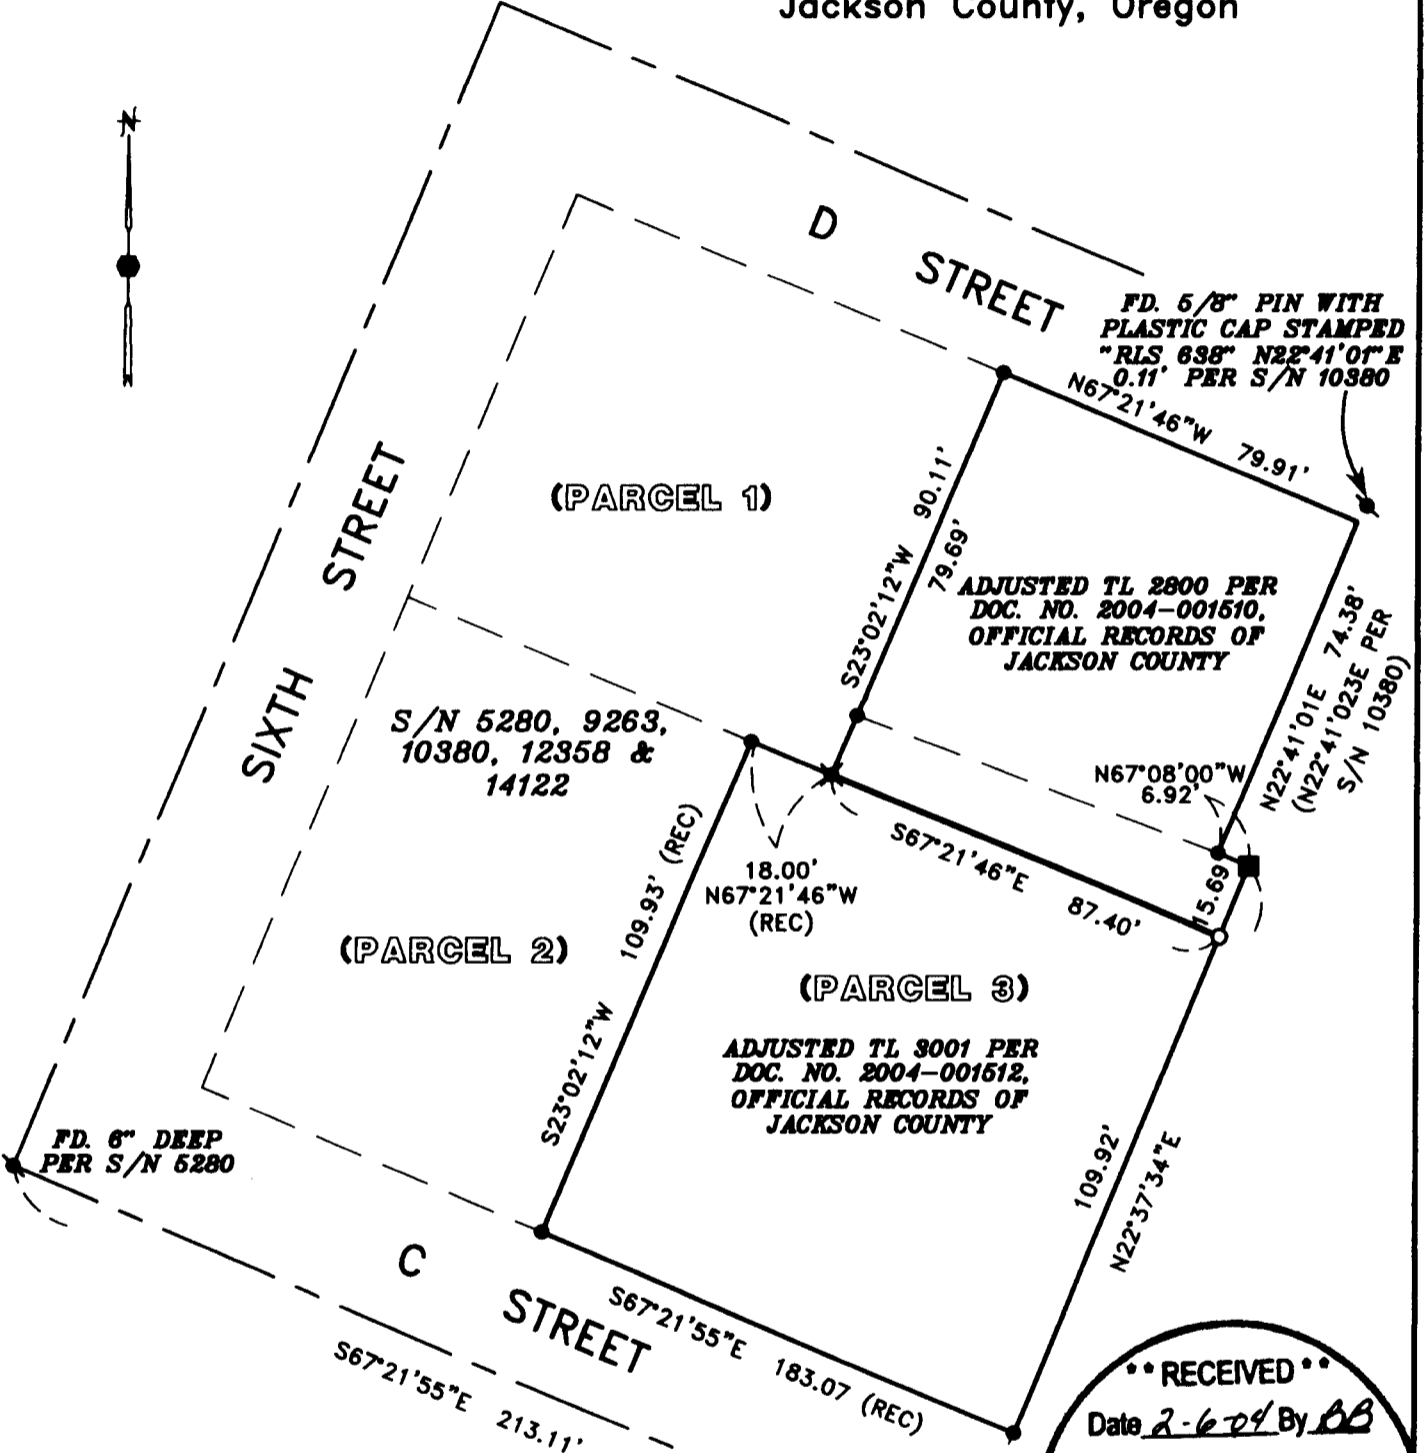 Jackson County, Oregon
N
D STREET
FD. 5/8" PIN WITH
PLASTIC CAP STAMPED
"RLS 638" N22°41'01"E
0.11' PER S/N 10380
N67°21'46"W 79.91'
(PARCEL 1)
S23°02'12"W 90.11'
79.69'
ADJUSTED TL 2800 PER
DOC. NO. 2004-001510,
OFFICIAL RECORDS OF
JACKSON COUNTY
N22°41'01E 74.38'
(N22°41'023E PER
S/N 10380)
SIXTH STREET
S/N 5280, 9263,
10380, 12358 &
14122
N67°08'00"W
6.92'
15.69
S67°21'46"E 87.40'
18.00'
N67°21'46"W
(REC)
S23°02'12"W 109.93' (REC)
(PARCEL 2)
(PARCEL 3)
ADJUSTED TL 3001 PER
DOC. NO. 2004-001512,
OFFICIAL RECORDS OF
JACKSON COUNTY
109.92'
N22°37'34"E
FD. 6" DEEP
PER S/N 5280
C STREET
S67°21'55"E 183.07 (REC)
S67°21'55"E 213.11'
** RECEIVED **
Date 2-6-04 By BB